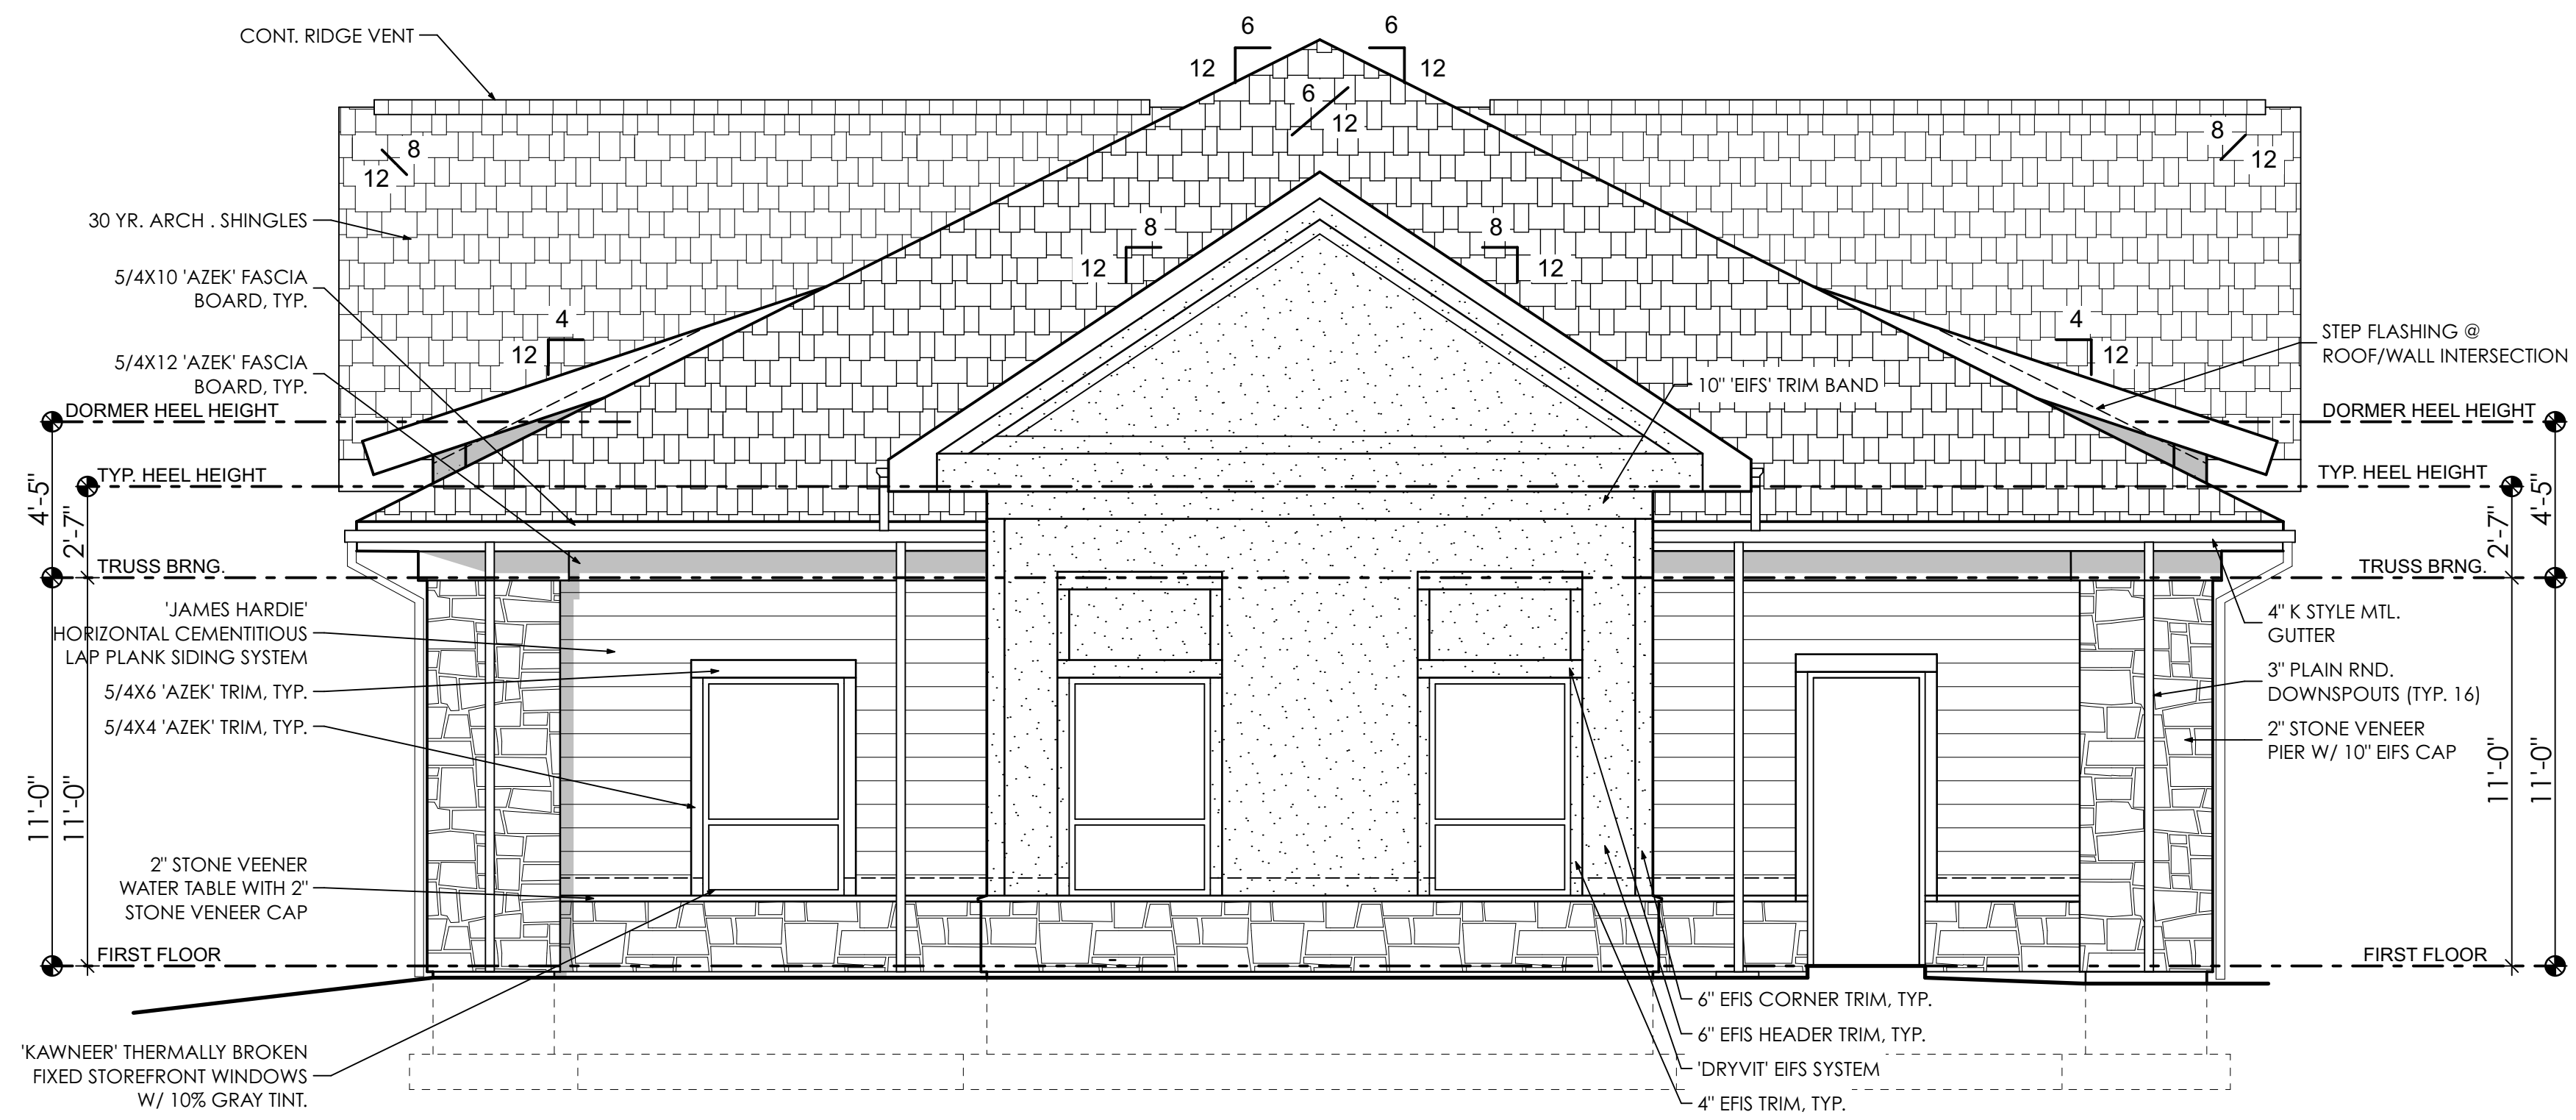 CONT. RIDGE VENT
6
6
12
12
6
12
8
12
8
12
30 YR. ARCH . SHINGLES
8
12
8
12
5/4X10 'AZEK' FASCIA
BOARD, TYP.
4
12
4
12
STEP FLASHING @
ROOF/WALL INTERSECTION
5/4X12 'AZEK' FASCIA
BOARD, TYP.
10" 'EIFS' TRIM BAND
DORMER HEEL HEIGHT
DORMER HEEL HEIGHT
TYP. HEEL HEIGHT
TYP. HEEL HEIGHT
4'-5"
2'-7"
2'-7"
4'-5"
TRUSS BRNG.
TRUSS BRNG.
'JAMES HARDIE'
HORIZONTAL CEMENTITIOUS
LAP PLANK SIDING SYSTEM
4" K STYLE MTL.
GUTTER
5/4X6 'AZEK' TRIM, TYP.
3" PLAIN RND.
DOWNSPOUTS (TYP. 16)
5/4X4 'AZEK' TRIM, TYP.
2" STONE VENEER
PIER W/ 10" EIFS CAP
11'-0"
11'-0"
11'-0"
11'-0"
2" STONE VEENER
WATER TABLE WITH 2"
STONE VENEER CAP
FIRST FLOOR
FIRST FLOOR
6" EFIS CORNER TRIM, TYP.
6" EFIS HEADER TRIM, TYP.
'DRYVIT' EIFS SYSTEM
4" EFIS TRIM, TYP.
'KAWNEER' THERMALLY BROKEN
FIXED STOREFRONT WINDOWS
W/ 10% GRAY TINT.